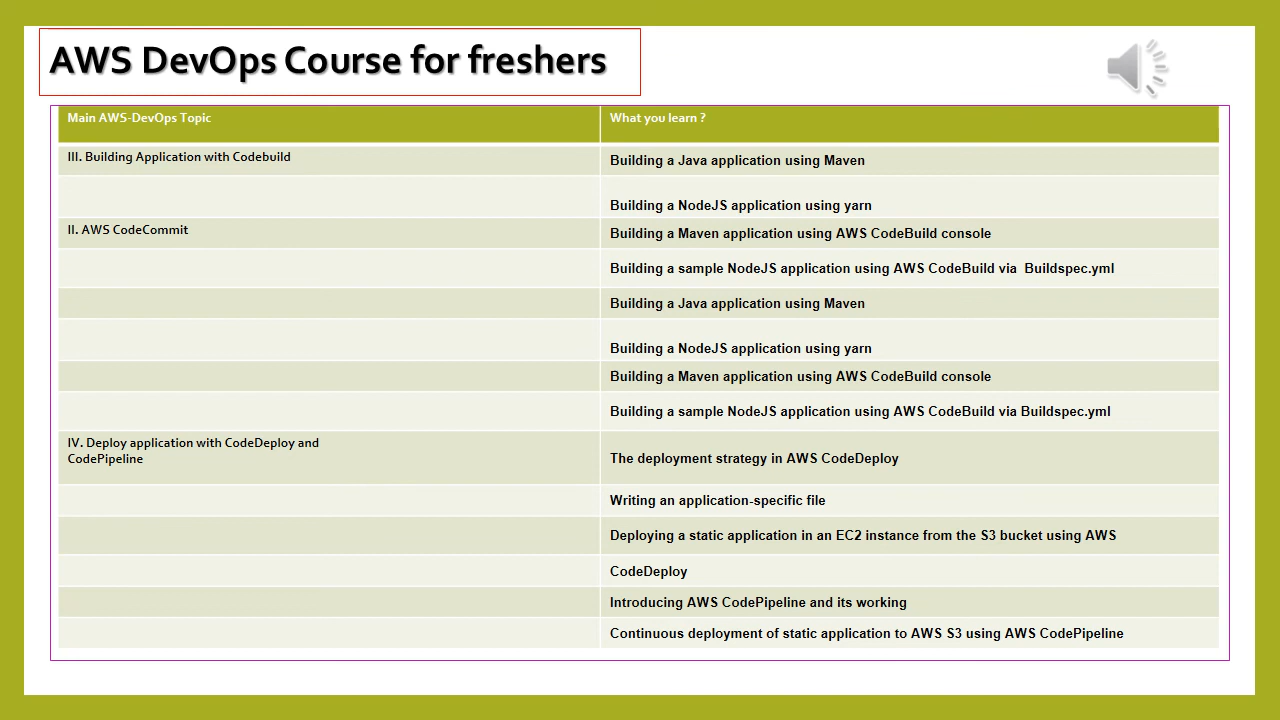 AWS DevOps Course for freshers
Main AWS-DevOps Topic
What you learn ?
III. Building Application with Codebuild
Building a Java application using Maven
Building a NodeJS application using yarn
II. AWS CodeCommit
Building a Maven application using AWS CodeBuild console
Building a sample NodeJS application using AWS CodeBuild via  Buildspec.yml
Building a Java application using Maven
Building a NodeJS application using yarn
Building a Maven application using AWS CodeBuild console
Building a sample NodeJS application using AWS CodeBuild via Buildspec.yml
IV. Deploy application with CodeDeploy and
CodePipeline
The deployment strategy in AWS CodeDeploy
Writing an application-specific file
Deploying a static application in an EC2 instance from the S3 bucket using AWS
CodeDeploy
Introducing AWS CodePipeline and its working
Continuous deployment of static application to AWS S3 using AWS CodePipeline